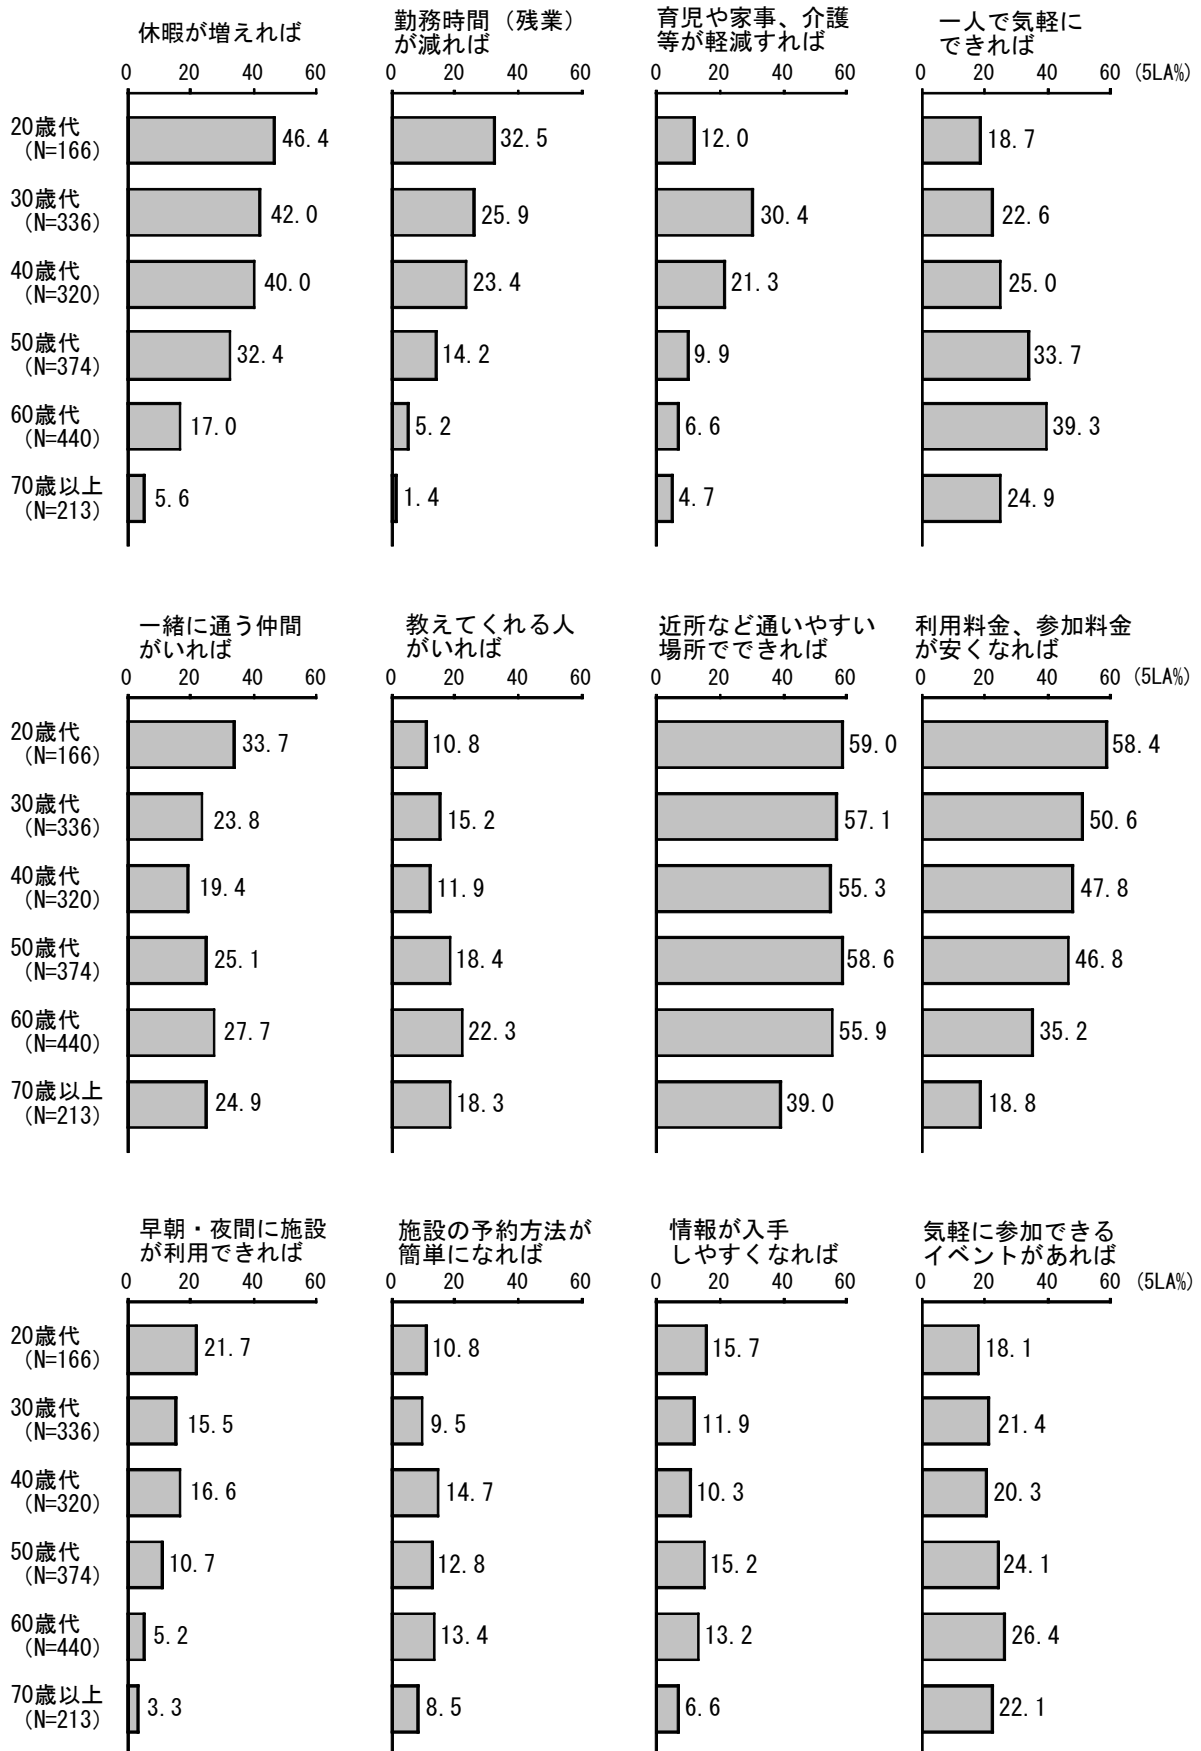 休暇が増えれば
勤務時間（残業）
が減れば
育児や家事、介護
等が軽減すれば
一人で気軽に
できれば
0 20 40 60 0 20 40 60 0 20 40 60 0 20 40 60 (5LA%)
20歳代
(N=166)
46.4 32.5 12.0 18.7
30歳代
(N=336)
42.0 25.9 30.4 22.6
40歳代
(N=320)
40.0 23.4 21.3 25.0
50歳代
(N=374)
32.4 14.2 9.9 33.7
60歳代
(N=440)
17.0 5.2 6.6 39.3
70歳以上
(N=213)
5.6 1.4 4.7 24.9
一緒に通う仲間
がいれば
教えてくれる人
がいれば
近所など通いやすい
場所でできれば
利用料金、参加料金
が安くなれば
0 20 40 60 0 20 40 60 0 20 40 60 0 20 40 60 (5LA%)
20歳代
(N=166)
33.7 10.8 59.0 58.4
30歳代
(N=336)
23.8 15.2 57.1 50.6
40歳代
(N=320)
19.4 11.9 55.3 47.8
50歳代
(N=374)
25.1 18.4 58.6 46.8
60歳代
(N=440)
27.7 22.3 55.9 35.2
70歳以上
(N=213)
24.9 18.3 39.0 18.8
早朝・夜間に施設
が利用できれば
施設の予約方法が
簡単になれば
情報が入手
しやすくなれば
気軽に参加できる
イベントがあれば
0 20 40 60 0 20 40 60 0 20 40 60 0 20 40 60 (5LA%)
20歳代
(N=166)
21.7 10.8 15.7 18.1
30歳代
(N=336)
15.5 9.5 11.9 21.4
40歳代
(N=320)
16.6 14.7 10.3 20.3
50歳代
(N=374)
10.7 12.8 15.2 24.1
60歳代
(N=440)
5.2 13.4 13.2 26.4
70歳以上
(N=213)
3.3 8.5 6.6 22.1